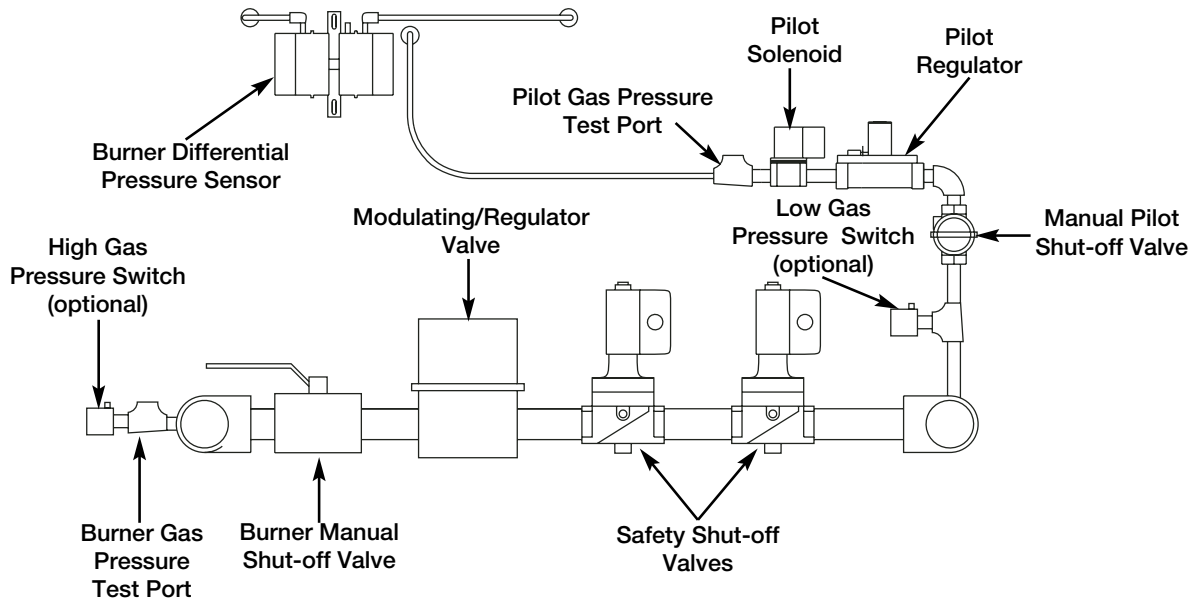 Pilot
Solenoid
Pilot
Regulator
Pilot Gas Pressure
Test Port
Burner Differential
Pressure Sensor
Modulating/Regulator
Valve
Low Gas
Pressure Switch
(optional)
Manual Pilot
Shut-off Valve
High Gas
Pressure Switch
(optional)
Burner Gas
Pressure
Test Port
Burner Manual
Shut-off Valve
Safety Shut-off
Valves